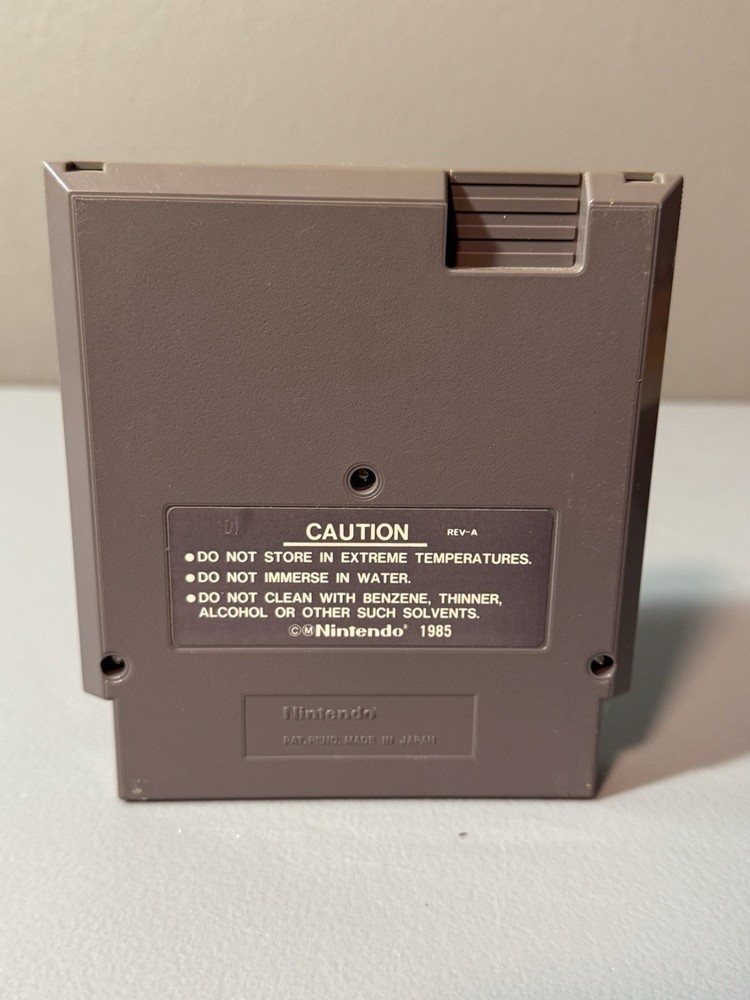 CAUTION REV-A
●DO NOT STORE IN EXTREME TEMPERATURES.
●DO NOT IMMERSE IN WATER.
●DO NOT CLEAN WITH BENZENE, THINNER,
ALCOHOL OR OTHER SUCH SOLVENTS.
©ⓂNintendo® 1985
Nintendo®
PAT. PEND. MADE IN JAPAN